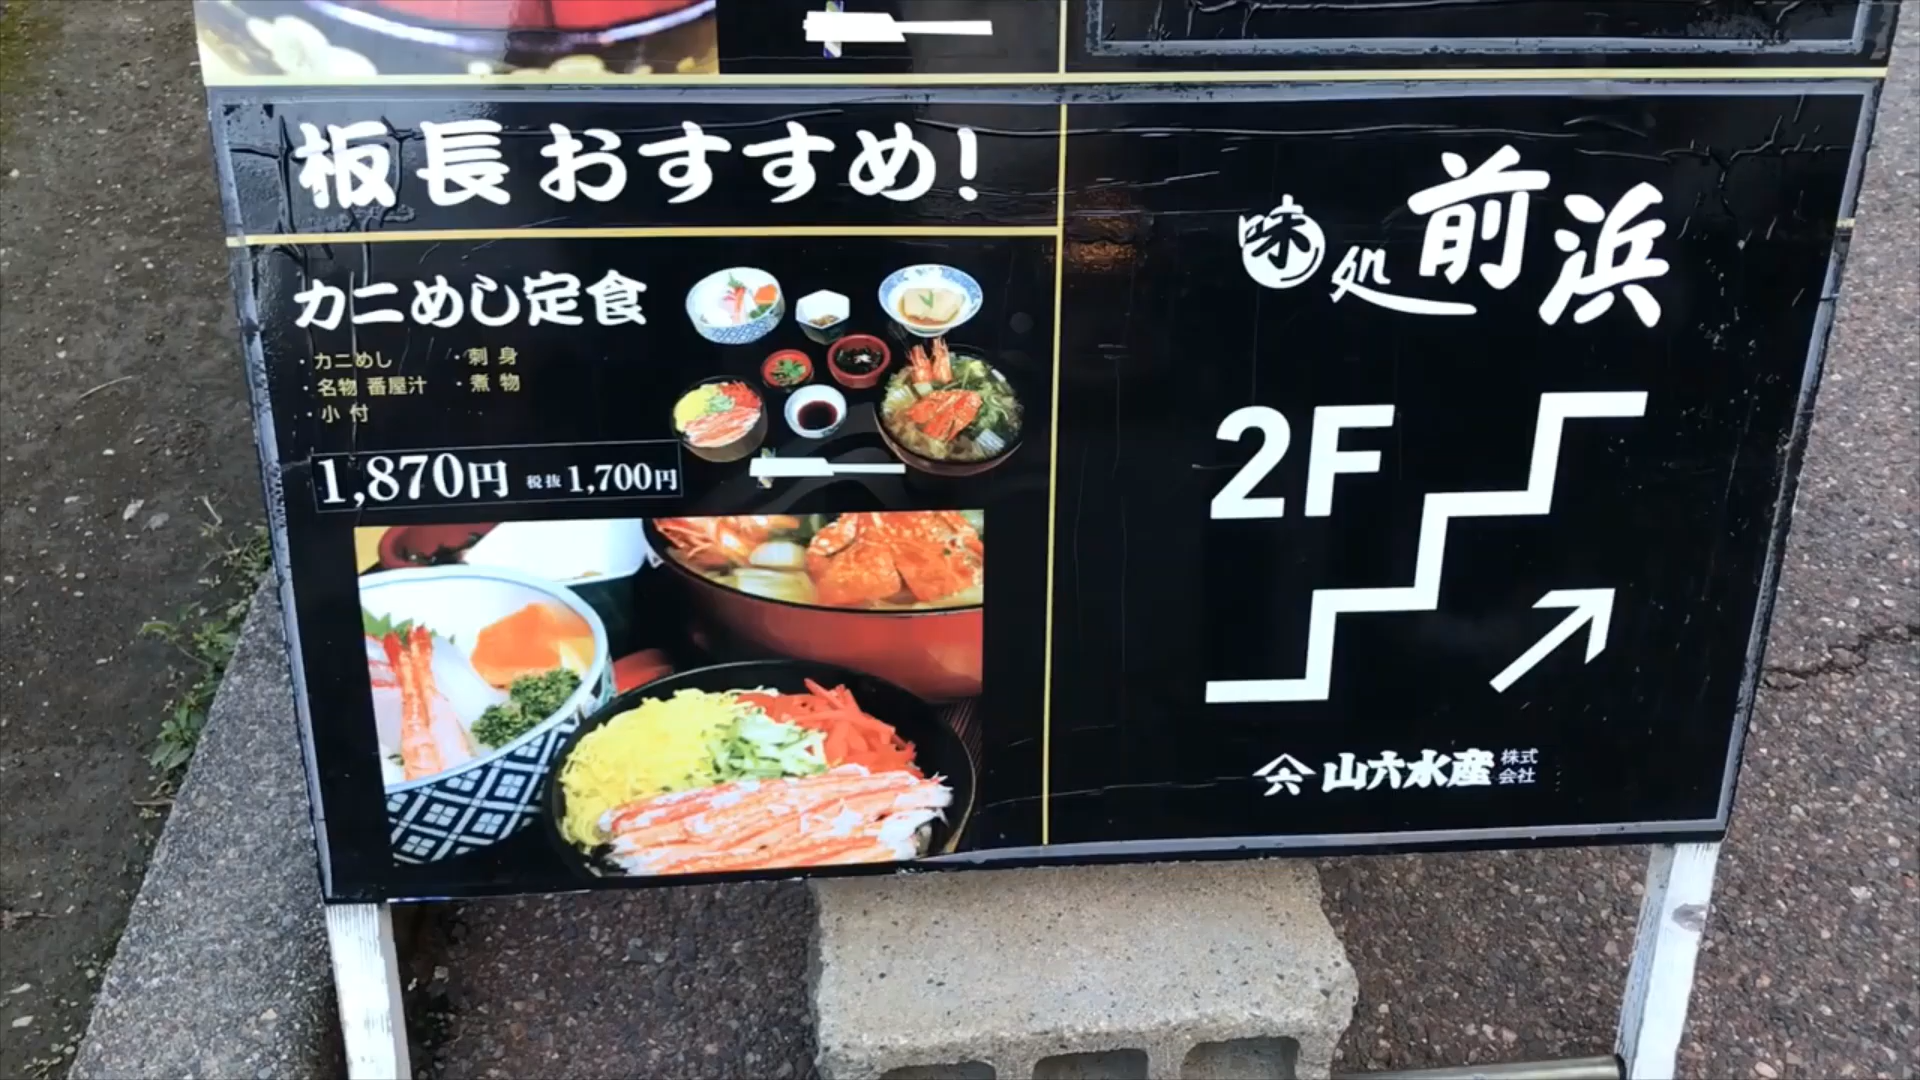 板長おすすめ!
カニめし定食
・カニめし ・刺身
・名物 番屋汁 ・煮物
・小付
1,870円 税抜 1,700円
味処 前浜
2F
山六水産 株式会社